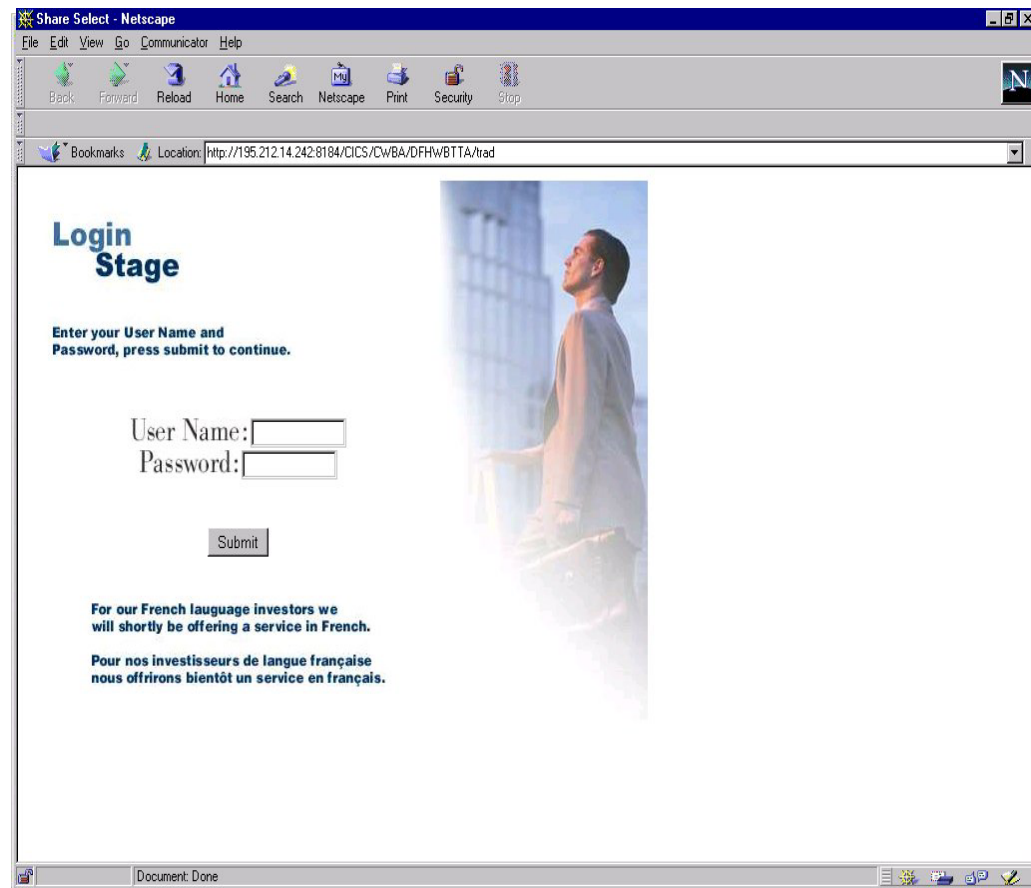 Share Select - Netscape
File Edit View Go Communicator Help
Back Forward Reload Home Search Netscape Print Security Stop
My
N
Bookmarks Location: http://195.212.14.242:8184/CICS/CWBA/DFHWBTTA/trad
Login
Stage
Enter your User Name and
Password, press submit to continue.
User Name:
Password:
Submit
For our French lauguage investors we
will shortly be offering a service in French.
Pour nos investisseurs de langue française
nous offrirons bientôt un service en français.
Document: Done